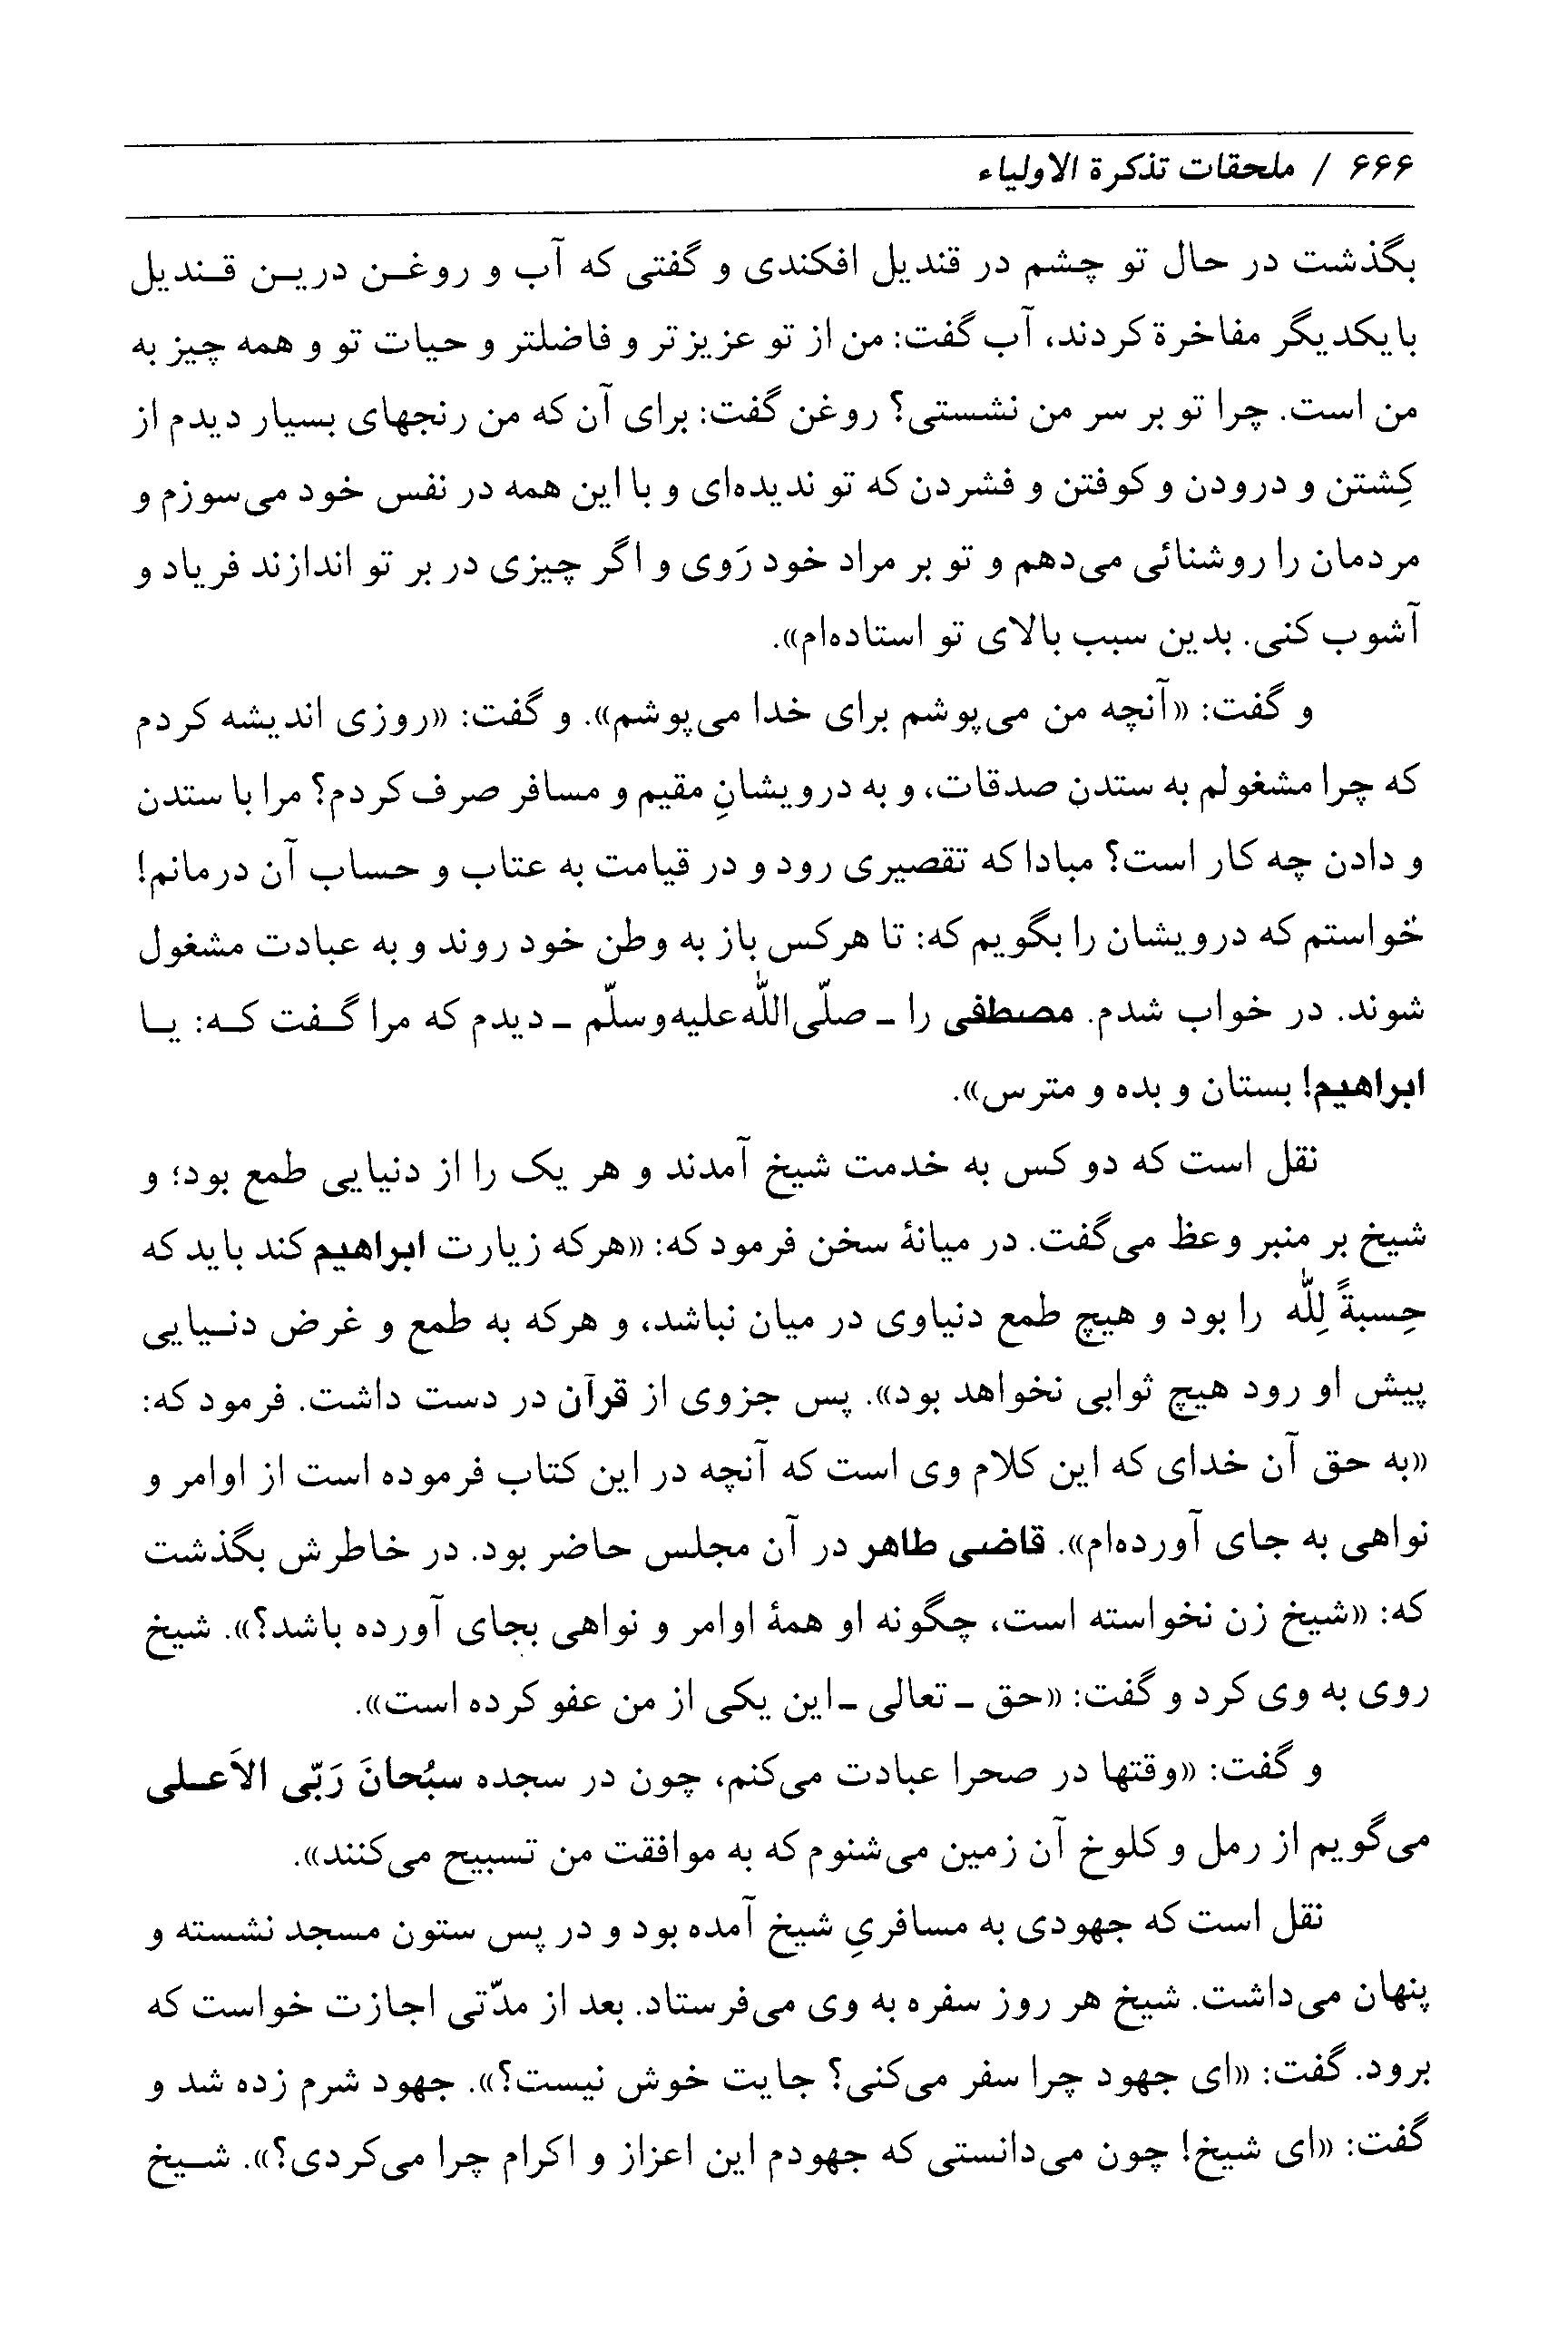 ۶۶۶ / ملحقات تذکرة الاولیاء
بگذشت در حال تو چشم در قندیل افکندی و گفتی که آب و روغن درین قندیل
با یکدیگر مفاخرة کردند، آب گفت: من از تو عزیزتر و فاضلتر و حیات تو و همه چیز به
من است. چرا تو بر سر من نشستی؟ روغن گفت: برای آن که من رنجهای بسیار دیدم از
کِشتن و درودن و کوفتن و فشردن که تو ندیده‌ای و با این همه در نفس خود می‌سوزم و
مردمان را روشنائی می‌دهم و تو بر مراد خود رَوی و اگر چیزی در بر تو اندازند فریاد و
آشوب کنی. بدین سبب بالای تو استاده‌ام».
و گفت: «آنچه من می‌پوشم برای خدا می‌پوشم». و گفت: «روزی اندیشه کردم
که چرا مشغولم به ستدن صدقات، و به درویشانِ مقیم و مسافر صرف کردم؟ مرا با ستدن
و دادن چه کار است؟ مبادا که تقصیری رود و در قیامت به عتاب و حساب آن درمانم!
خواستم که درویشان را بگویم که: تا هرکس باز به وطن خود روند و به عبادت مشغول
شوند. در خواب شدم. مصطفی را ـ صلّی‌اللّٰه‌علیه‌وسلّم ـ دیدم که مرا گفت که: یا
ابراهیم! بستان و بده و مترس».
نقل است که دو کس به خدمت شیخ آمدند و هر یک را از دنیایی طمع بود؛ و
شیخ بر منبر وعظ می‌گفت. در میانهٔ سخن فرمود که: «هرکه زیارت ابراهیم کند باید که
حِسبةً لِلّٰه را بود و هیچ طمع دنیاوی در میان نباشد، و هرکه به طمع و غرض دنیایی
پیش او رود هیچ ثوابی نخواهد بود». پس جزوی از قرآن در دست داشت. فرمود که:
«به حق آن خدای که این کلام وی است که آنچه در این کتاب فرموده است از اوامر و
نواهی به جای آورده‌ام». قاضی طاهر در آن مجلس حاضر بود. در خاطرش بگذشت
که: «شیخ زن نخواسته است، چگونه او همهٔ اوامر و نواهی بجای آورده باشد؟». شیخ
روی به وی کرد و گفت: «حق ـ تعالی ـ این یکی از من عفو کرده است».
و گفت: «وقتها در صحرا عبادت می‌کنم، چون در سجده سبُحانَ رَبّی الاَعلی
می‌گویم از رمل و کلوخ آن زمین می‌شنوم که به موافقت من تسبیح می‌کنند».
نقل است که جهودی به مسافریِ شیخ آمده بود و در پس ستون مسجد نشسته و
پنهان می‌داشت. شیخ هر روز سفره به وی می‌فرستاد. بعد از مدّتی اجازت خواست که
برود. گفت: «ای جهود چرا سفر می‌کنی؟ جایت خوش نیست؟». جهود شرم زده شد و
گفت: «ای شیخ! چون می‌دانستی که جهودم این اعزاز و اکرام چرا می‌کردی؟». شیخ